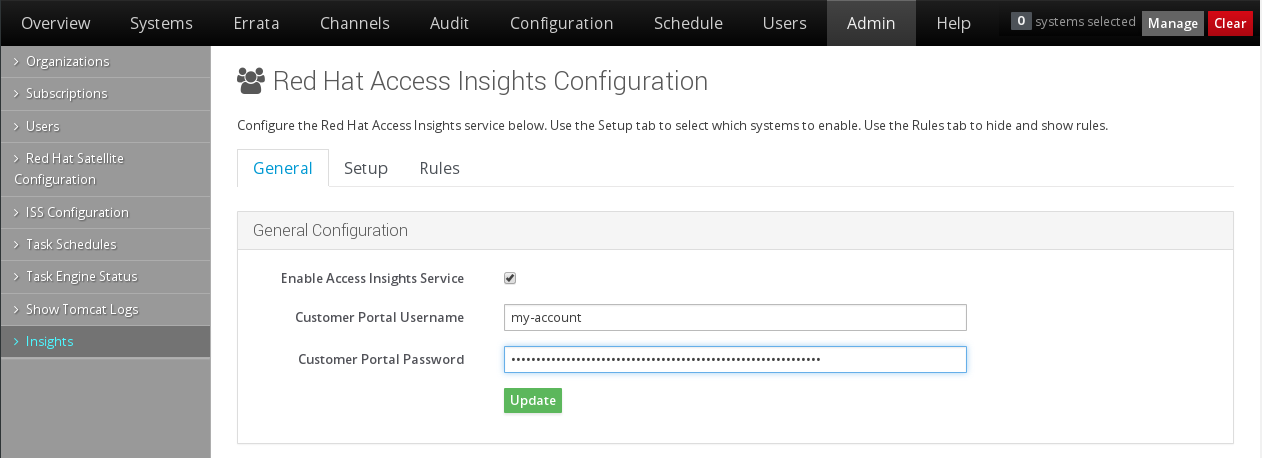 Overview Systems Errata Channels Audit Configuration Schedule Users Admin Help 0 systems selected Manage Clear
Organizations
Subscriptions
Users
Red Hat Satellite
Configuration
ISS Configuration
Task Schedules
Task Engine Status
Show Tomcat Logs
Insights
Red Hat Access Insights Configuration
Configure the Red Hat Access Insights service below. Use the Setup tab to select which systems to enable. Use the Rules tab to hide and show rules.
General Setup Rules
General Configuration
Enable Access Insights Service
Customer Portal Username my-account
Customer Portal Password ••••••••••••••••••••••••••••••••••••••••••••••••••••••••••••••
Update